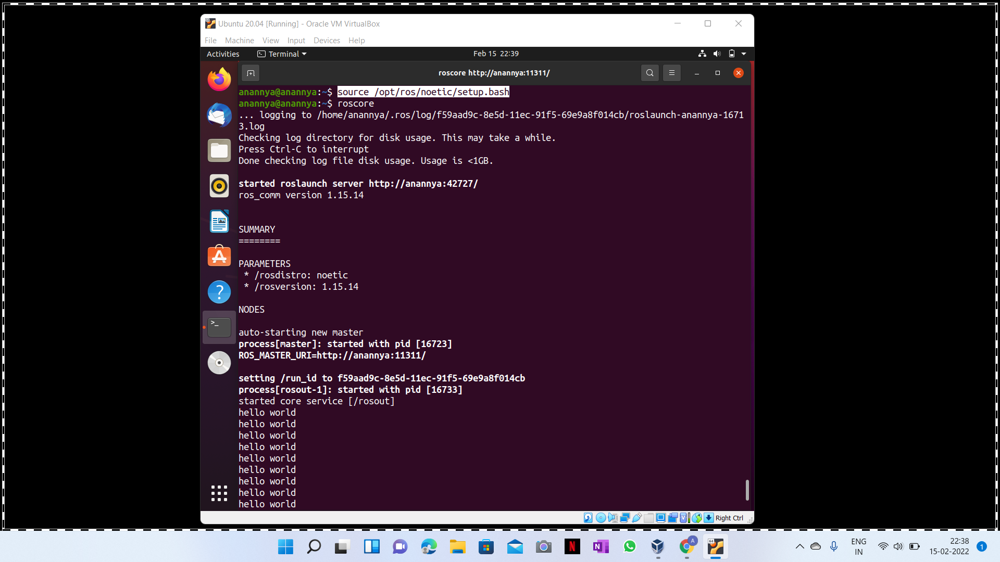 Ubuntu 20.04 [Running] - Oracle VM VirtualBox
File Machine View Input Devices Help
Activities Terminal Feb 15 22:39
roscore http://anannya:11311/
anannya@anannya:~$ source /opt/ros/noetic/setup.bash
anannya@anannya:~$ roscore
... logging to /home/anannya/.ros/log/f59aad9c-8e5d-11ec-91f5-69e9a8f014cb/roslaunch-anannya-1671
3.log
Checking log directory for disk usage. This may take a while.
Press Ctrl-C to interrupt
Done checking log file disk usage. Usage is <1GB.
started roslaunch server http://anannya:42727/
ros_comm version 1.15.14
SUMMARY
========
PARAMETERS
* /rosdistro: noetic
* /rosversion: 1.15.14
NODES
auto-starting new master
process[master]: started with pid [16723]
ROS_MASTER_URI=http://anannya:11311/
setting /run_id to f59aad9c-8e5d-11ec-91f5-69e9a8f014cb
process[rosout-1]: started with pid [16733]
started core service [/rosout]
hello world
hello world
hello world
hello world
hello world
hello world
hello world
hello world
hello world
Right Ctrl
ENG
IN
22:38
15-02-2022
1